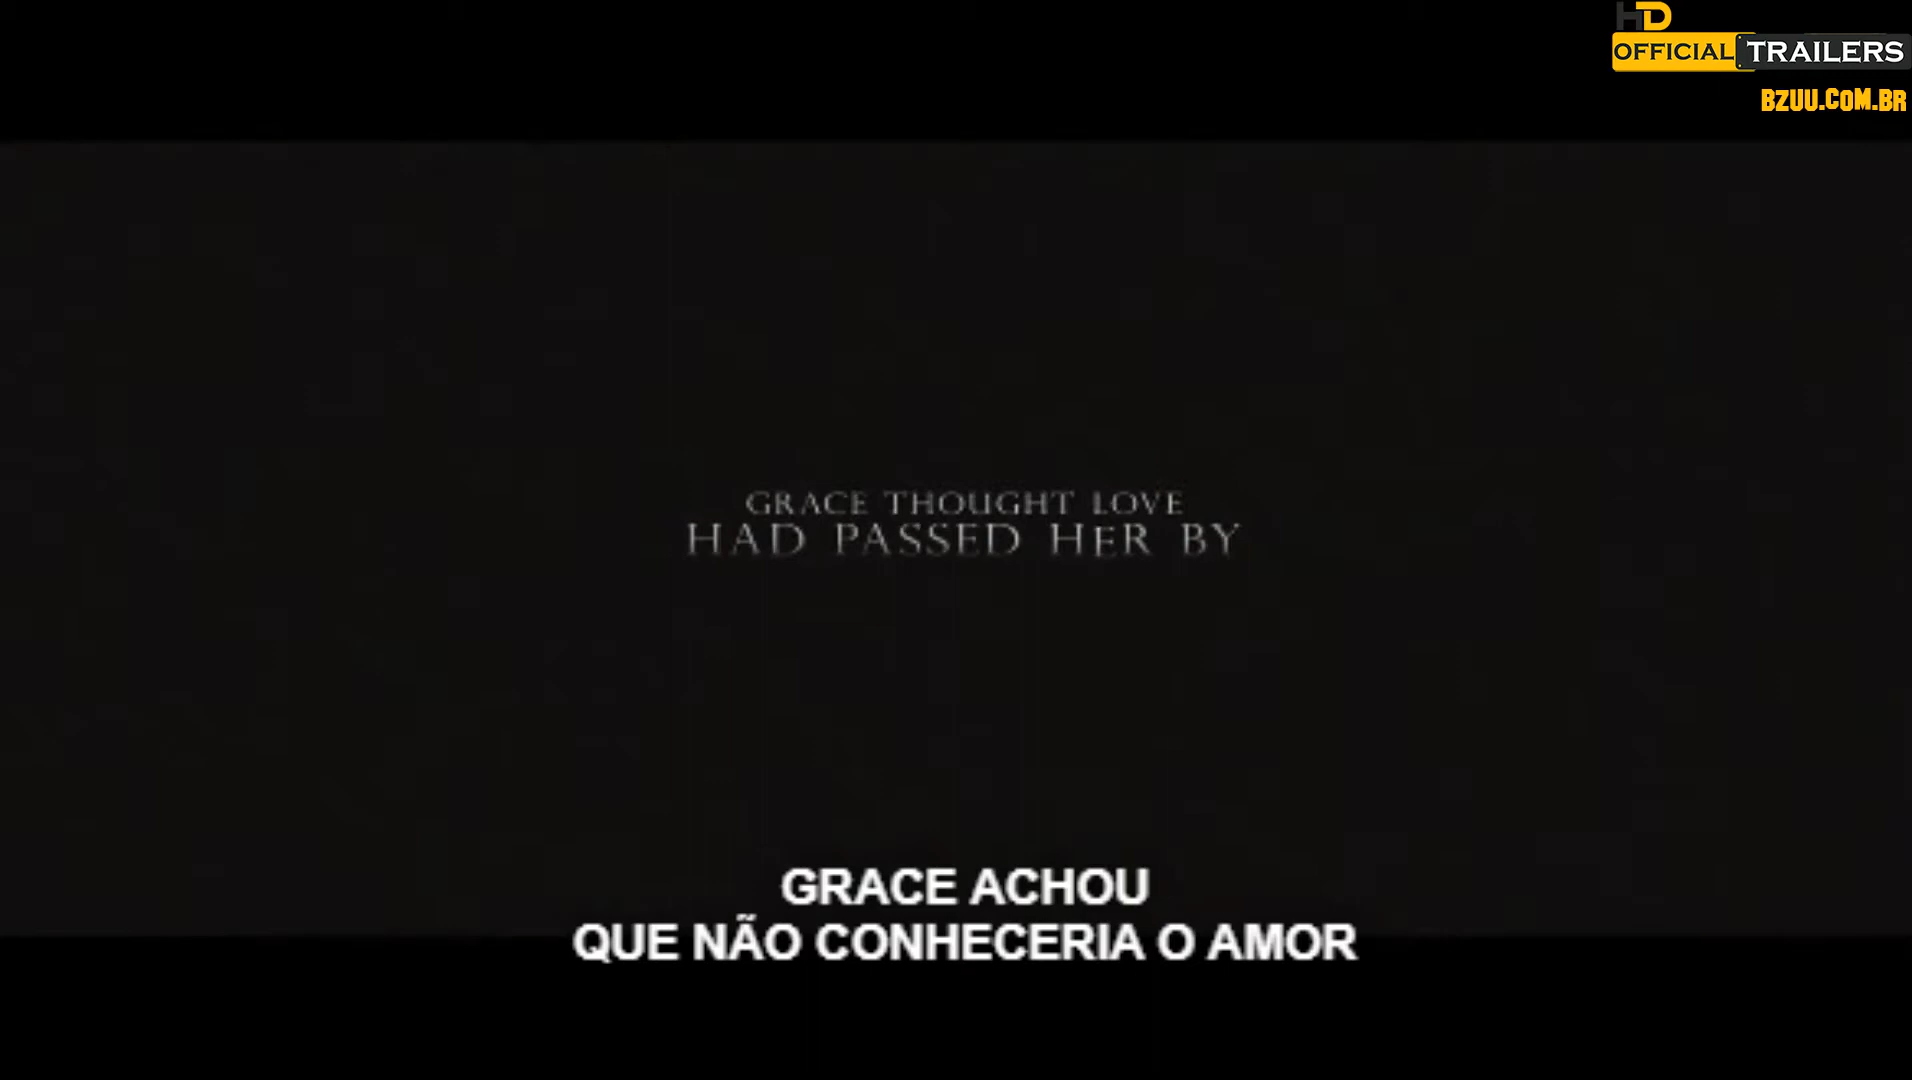 HD
OFFICIAL TRAILERS
BZUU.COM.BR
GRACE THOUGHT LOVE
HAD PASSED HER BY
GRACE ACHOU
QUE NÃO CONHECERIA O AMOR